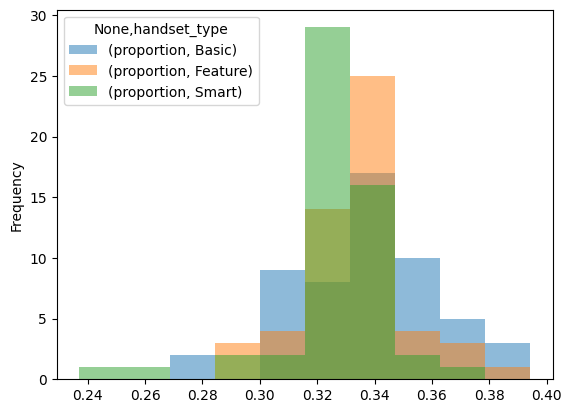 None,handset_type
(proportion, Basic)
(proportion, Feature)
(proportion, Smart)
Frequency
30
25
20
15
10
5
0
0.24 0.26 0.28 0.30 0.32 0.34 0.36 0.38 0.40